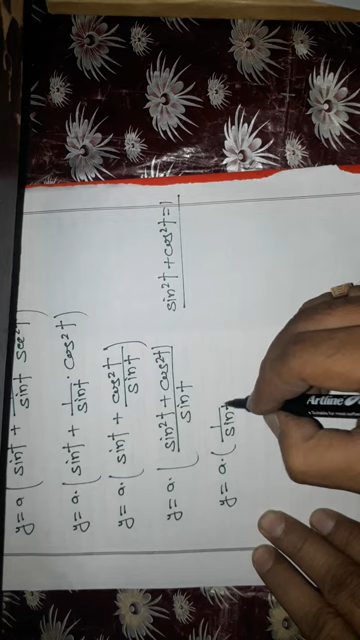 y = a (sint + 1/sint sec²t)
y = a.(sint + 1/sint . cos²t)
y = a.(sint + cos²t/sint)
y = a.(sin²t + cos²t/sint)
sin²t + cos²t = 1
y = a.(1/sint
Artline